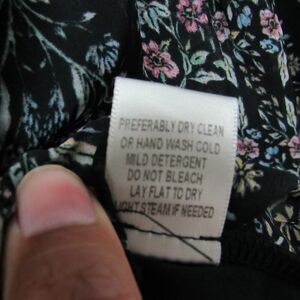 PREFERABLY DRY CLEAN
OR HAND WASH COLD
MILD DETERGENT
DO NOT BLEACH
LAY FLAT TO DRY
LIGHT STEAM IF NEEDED